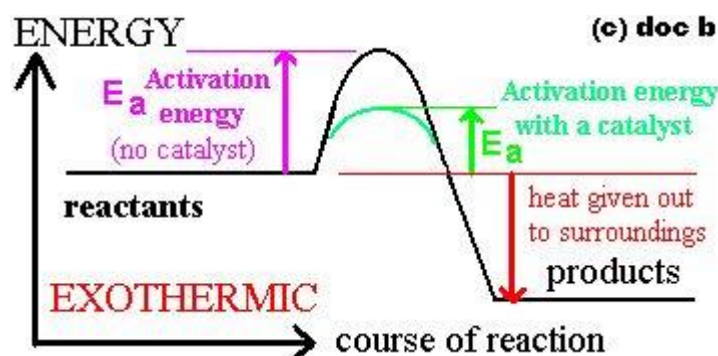 ENERGY
(c) doc b
Ea Activation
energy
(no catalyst)
Activation energy
with a catalyst
Ea
reactants
heat given out
to surroundings
products
EXOTHERMIC
course of reaction